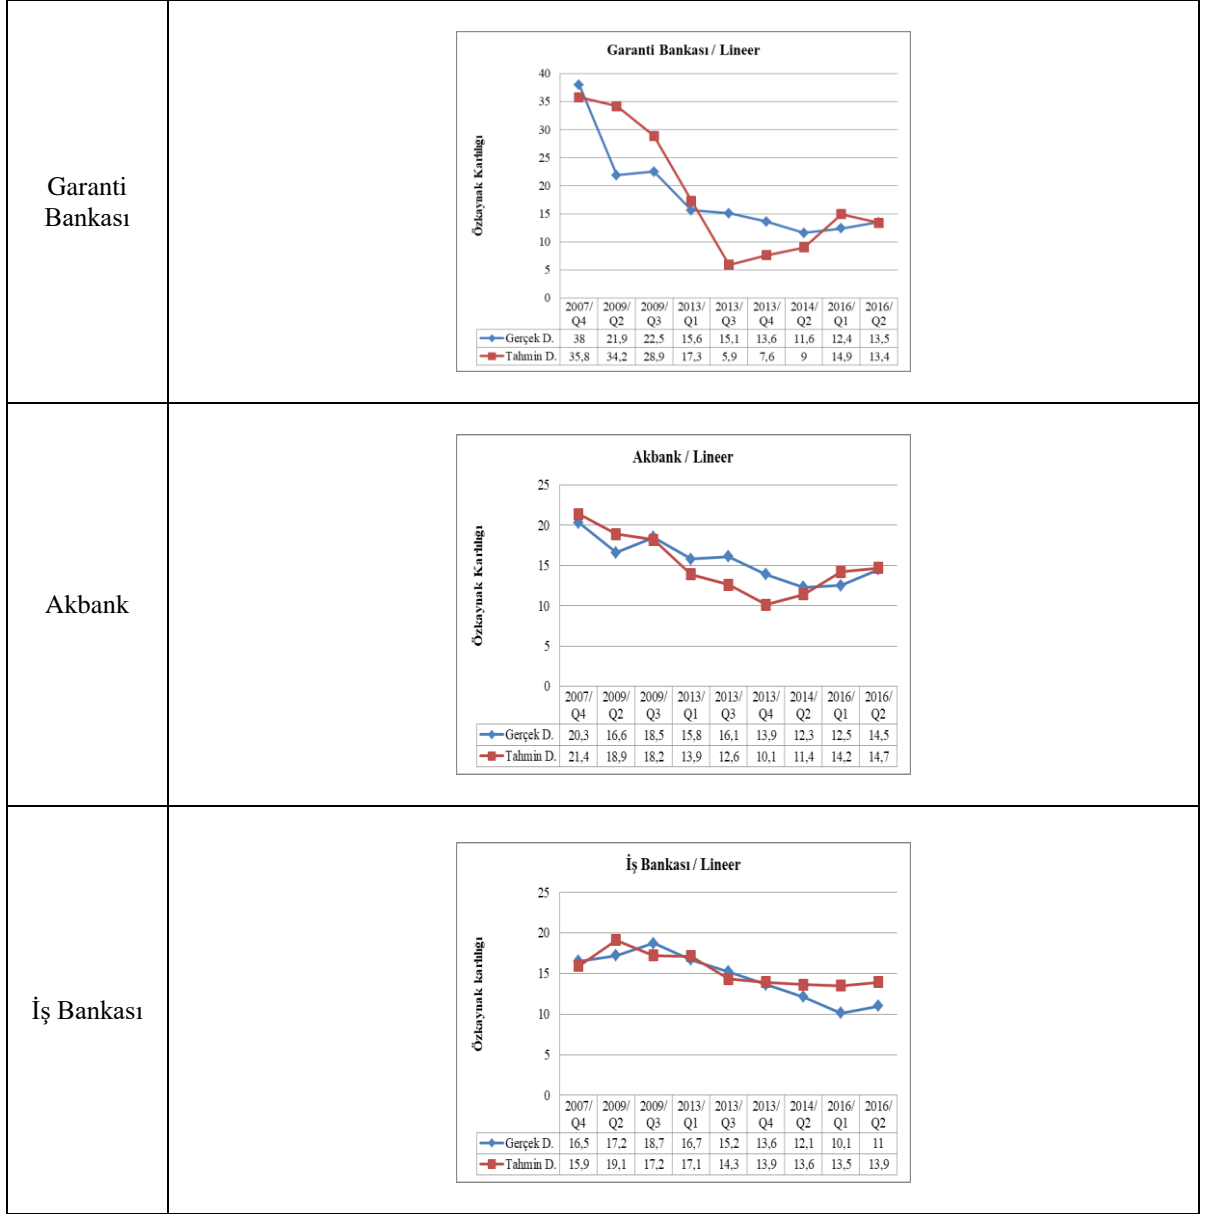 Garanti
Bankası
Garanti Bankası / Lineer
Özkaynak Karlılığı
40
35
30
25
20
15
10
5
0
2007/ 2009/ 2009/ 2013/ 2013/ 2013/ 2014/ 2016/ 2016/
Q4 Q2 Q3 Q1 Q3 Q4 Q2 Q1 Q2
Gerçek D. 38 21,9 22,5 15,6 15,1 13,6 11,6 12,4 13,5
Tahmin D. 35,8 34,2 28,9 17,3 5,9 7,6 9 14,9 13,4
Akbank
Akbank / Lineer
Özkaynak Karlılığı
25
20
15
10
5
0
2007/ 2009/ 2009/ 2013/ 2013/ 2013/ 2014/ 2016/ 2016/
Q4 Q2 Q3 Q1 Q3 Q4 Q2 Q1 Q2
Gerçek D. 20,3 16,6 18,5 15,8 16,1 13,9 12,3 12,5 14,5
Tahmin D. 21,4 18,9 18,2 13,9 12,6 10,1 11,4 14,2 14,7
İş Bankası
İş Bankası / Lineer
Özkaynak karlılığı
25
20
15
10
5
0
2007/ 2009/ 2009/ 2013/ 2013/ 2013/ 2014/ 2016/ 2016/
Q4 Q2 Q3 Q1 Q3 Q4 Q2 Q1 Q2
Gerçek D. 16,5 17,2 18,7 16,7 15,2 13,6 12,1 10,1 11
Tahmin D. 15,9 19,1 17,2 17,1 14,3 13,9 13,6 13,5 13,9